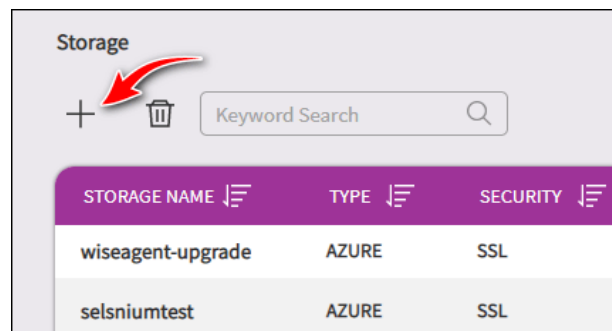 Storage
Keyword Search
STORAGE NAME TYPE SECURITY
wiseagent-upgrade AZURE SSL
selsniumtest AZURE SSL